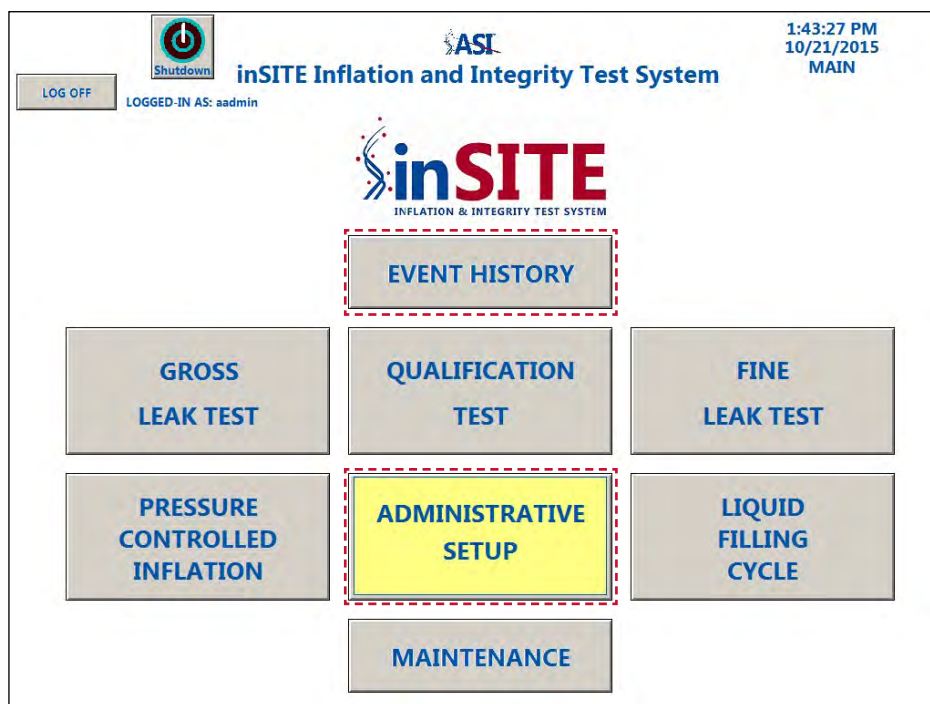 Shutdown
ASI
1:43:27 PM
10/21/2015
MAIN
inSITE Inflation and Integrity Test System
LOG OFF
LOGGED-IN AS: aadmin
inSITE
INFLATION & INTEGRITY TEST SYSTEM
EVENT HISTORY
GROSS
LEAK TEST
QUALIFICATION
TEST
FINE
LEAK TEST
PRESSURE
CONTROLLED
INFLATION
ADMINISTRATIVE
SETUP
LIQUID
FILLING
CYCLE
MAINTENANCE